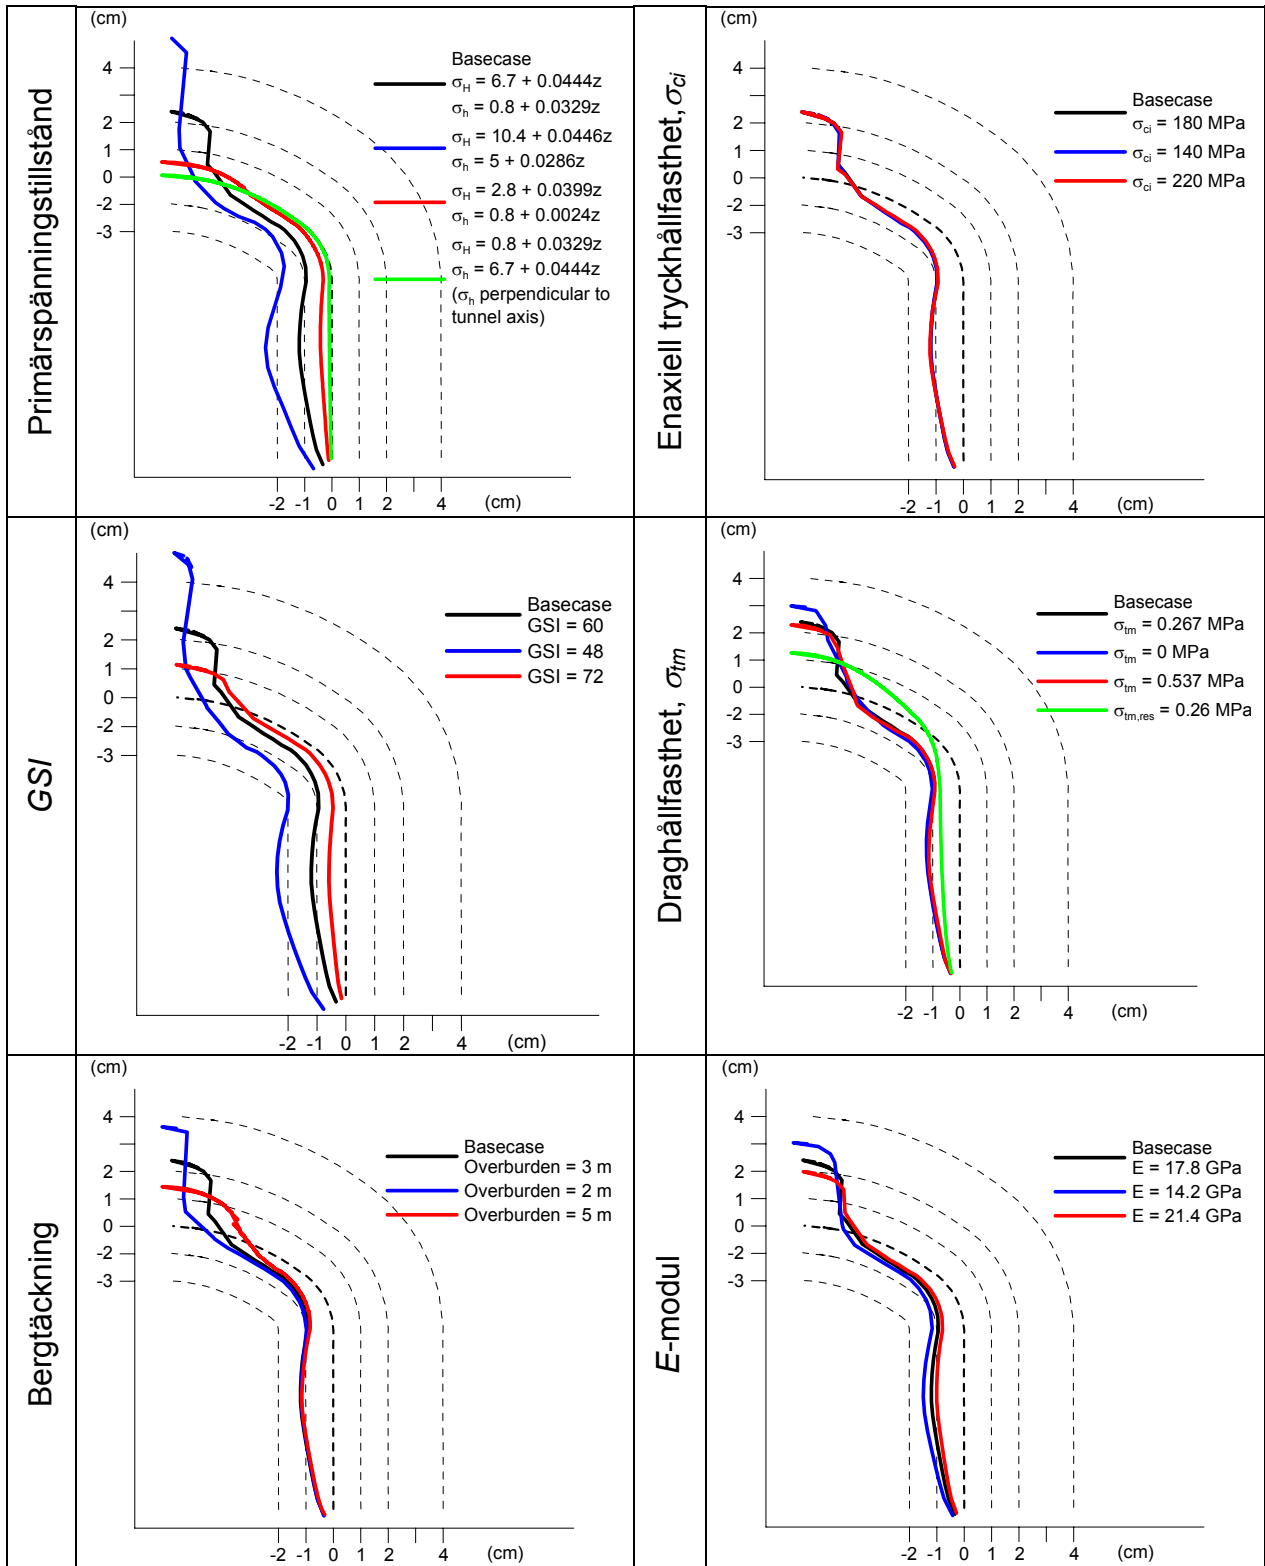 Primärspänningstillstånd
(cm)
4
2
1
0
-2
-3
Basecase
σH = 6.7 + 0.0444z
σh = 0.8 + 0.0329z
σH = 10.4 + 0.0446z
σh = 5 + 0.0286z
σH = 2.8 + 0.0399z
σh = 0.8 + 0.0024z
σH = 0.8 + 0.0329z
σh = 6.7 + 0.0444z
(σh perpendicular to
tunnel axis)
-2 -1 0 1 2 4 (cm)
Enaxiell tryckhållfasthet, σci
(cm)
4
2
1
0
-2
-3
Basecase
σci = 180 MPa
σci = 140 MPa
σci = 220 MPa
-2 -1 0 1 2 4 (cm)
GSI
(cm)
4
2
1
0
-2
-3
Basecase
GSI = 60
GSI = 48
GSI = 72
-2 -1 0 1 2 4 (cm)
Draghållfasthet, σtm
(cm)
4
2
1
0
-2
-3
Basecase
σtm = 0.267 MPa
σtm = 0 MPa
σtm = 0.537 MPa
σtm,res = 0.26 MPa
-2 -1 0 1 2 4 (cm)
Bergtäckning
(cm)
4
2
1
0
-2
-3
Basecase
Overburden = 3 m
Overburden = 2 m
Overburden = 5 m
-2 -1 0 1 2 4 (cm)
E-modul
(cm)
4
2
1
0
-2
-3
Basecase
E = 17.8 GPa
E = 14.2 GPa
E = 21.4 GPa
-2 -1 0 1 2 4 (cm)